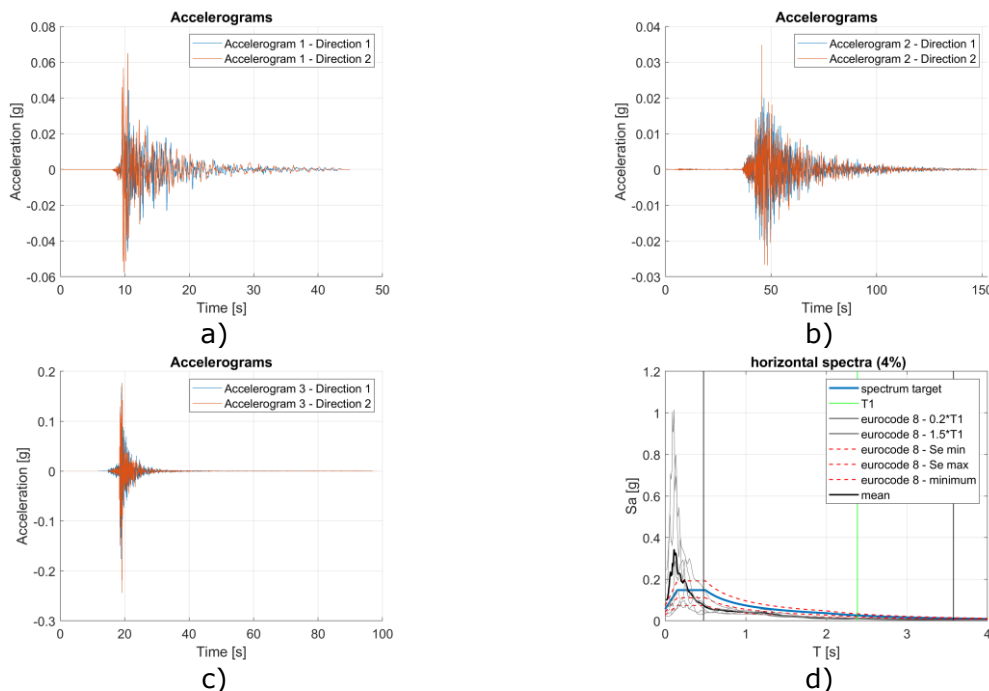 Accelerograms
Accelerogram 1 - Direction 1
Accelerogram 1 - Direction 2
Acceleration [g]
0.08
0.06
0.04
0.02
0
-0.02
-0.04
-0.06
0 10 20 30 40 50
Time [s]
a)
Accelerograms
Accelerogram 2 - Direction 1
Accelerogram 2 - Direction 2
Acceleration [g]
0.04
0.03
0.02
0.01
0
-0.01
-0.02
-0.03
0 50 100 150
Time [s]
b)
Accelerograms
Accelerogram 3 - Direction 1
Accelerogram 3 - Direction 2
Acceleration [g]
0.2
0.1
0
-0.1
-0.2
-0.3
0 20 40 60 80 100
Time [s]
c)
horizontal spectra (4%)
spectrum target
T1
eurocode 8 - 0.2*T1
eurocode 8 - 1.5*T1
eurocode 8 - Se min
eurocode 8 - Se max
eurocode 8 - minimum
mean
Sa [g]
1.2
1
0.8
0.6
0.4
0.2
0
0 1 2 3 4
T [s]
d)